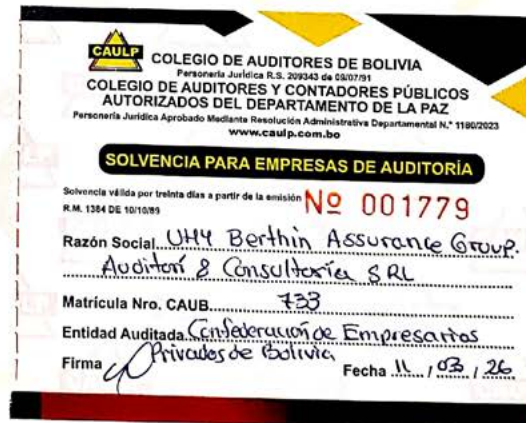 CAULP
COLEGIO DE AUDITORES DE BOLIVIA
Personería Jurídica R.S. 209343 de 09/07/91
COLEGIO DE AUDITORES Y CONTADORES PÚBLICOS
AUTORIZADOS DEL DEPARTAMENTO DE LA PAZ
Personería Jurídica Aprobado Mediante Resolución Administrativa Departamental N.° 1180/2023
www.caulp.com.bo
SOLVENCIA PARA EMPRESAS DE AUDITORÍA
Solvencia válida por treinta días a partir de la emisión Nº 001779
R.M. 1384 DE 10/10/89
Razón Social UHY Berthin Assurance Group.
Auditorí & Consultoría SRL
Matrícula Nro. CAUB 733
Entidad Auditada Confederación de Empresarios
Privados de Bolivia
Firma Fecha 11 / 03 / 26